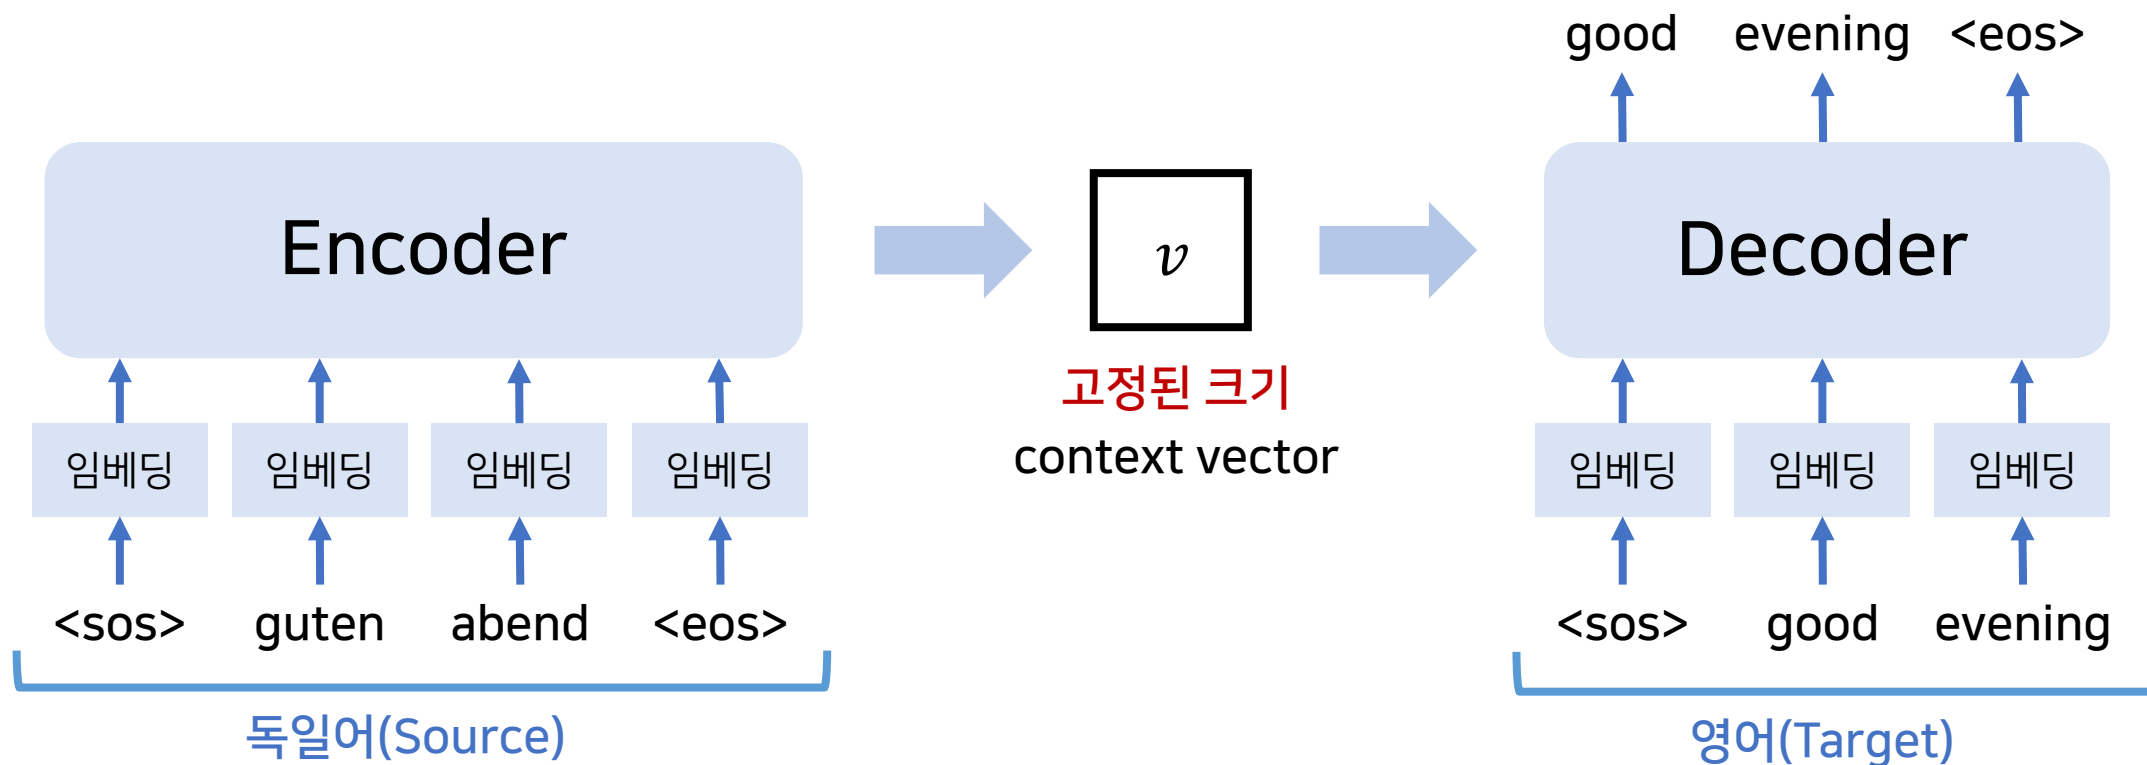 good evening <eos>
Encoder
v
Decoder
고정된 크기
context vector
임베딩 임베딩 임베딩 임베딩
임베딩 임베딩 임베딩
<sos> guten abend <eos>
<sos> good evening
독일어(Source)
영어(Target)